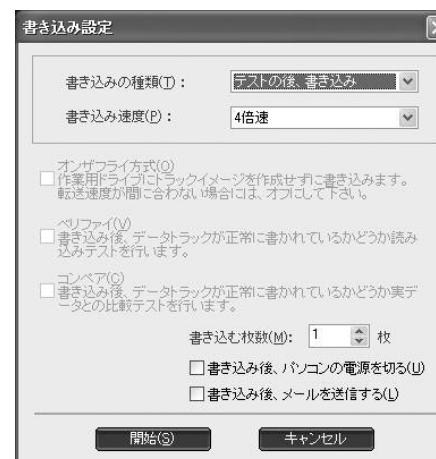 書き込み設定
書き込みの種類(T): テストの後、書き込み
書き込み速度(P): 4倍速
オンザフライ方式(O)
作業用ドライブにトラックイメージを作成せずに書き込みます。
転送速度が間に合わない場合には、オフにして下さい。
ベリファイ(V)
書き込み後、データトラックが正常に書かれているかどうか読み
込みテストを行います。
コンペア(C)
書き込み後、データトラックが正常に書かれているかどうか実デ
ータとの比較テストを行います。
書き込む枚数(M): 1 枚
書き込み後、パソコンの電源を切る(U)
書き込み後、メールを送信する(L)
開始(S) キャンセル